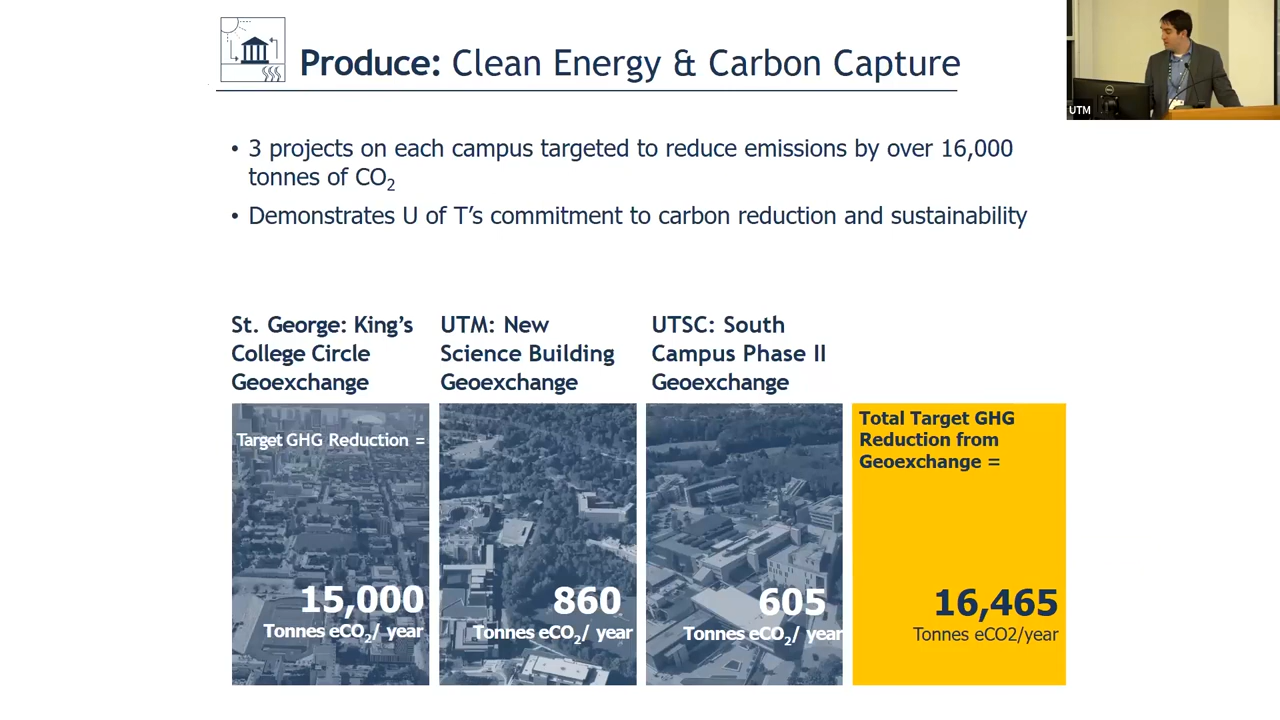 Produce: Clean Energy & Carbon Capture
UTM
• 3 projects on each campus targeted to reduce emissions by over 16,000
tonnes of CO₂
• Demonstrates U of T’s commitment to carbon reduction and sustainability
St. George: King’s
College Circle
Geoexchange
Target GHG Reduction =
15,000
Tonnes eCO₂/ year
UTM: New
Science Building
Geoexchange
860
Tonnes eCO₂/ year
UTSC: South
Campus Phase II
Geoexchange
605
Tonnes eCO₂/ year
Total Target GHG
Reduction from
Geoexchange =
16,465
Tonnes eCO2/year